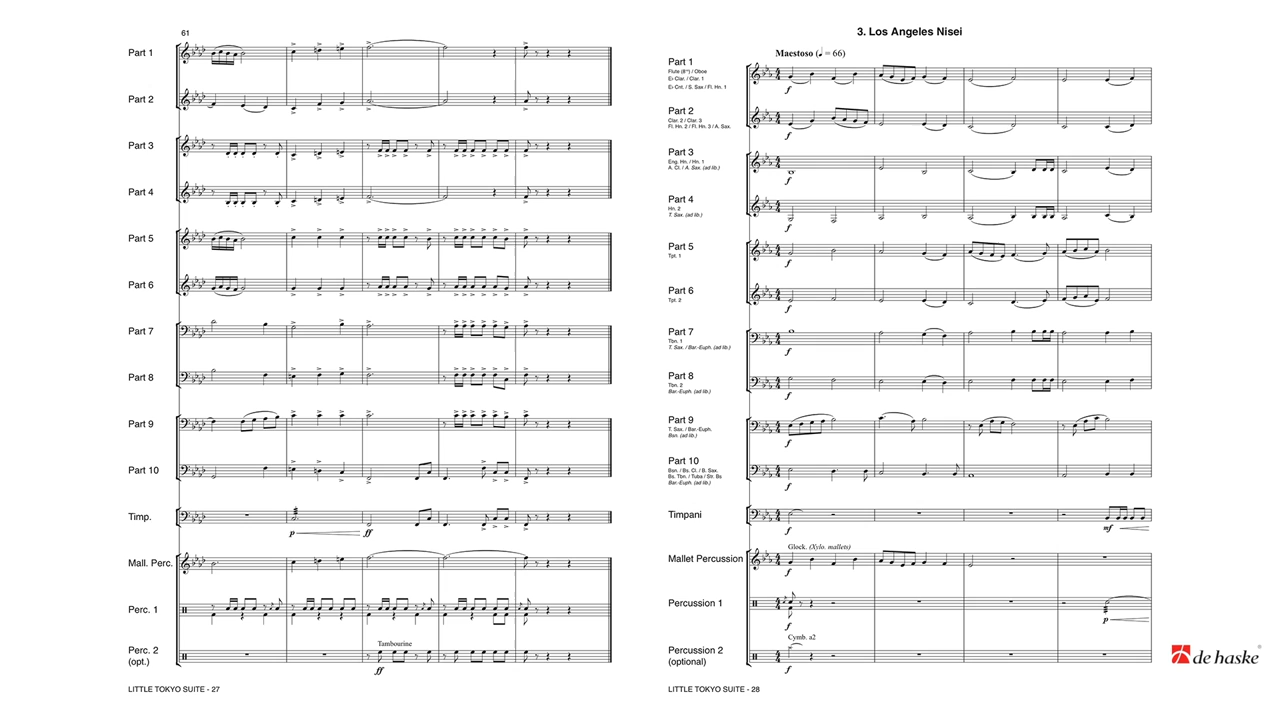 61
Part 1
Part 2
Part 3
Part 4
Part 5
Part 6
Part 7
Part 8
Part 9
Part 10
Timp.
p
ff
Mall. Perc.
Perc. 1
Perc. 2
(opt.)
Tambourine
ff
LITTLE TOKYO SUITE - 27
3. Los Angeles Nisei
Maestoso (♩ = 66)
Part 1
Flute (8va) / Oboe
E♭ Clar. / Clar. 1
E♭ Cnt. / S. Sax / Fl. Hn. 1
f
Part 2
Clar. 2 / Clar. 3
Fl. Hn. 2 / Fl. Hn. 3 / A. Sax.
f
Part 3
Eng. Hn. / Hn. 1
A. Cl. / A. Sax. (ad lib.)
f
Part 4
Hn. 2
T. Sax. (ad lib.)
f
Part 5
Tpt. 1
f
Part 6
Tpt. 2
f
Part 7
Tbn. 1
T. Sax. / Bar.-Euph. (ad lib.)
f
Part 8
Tbn. 2
Bar.-Euph. (ad lib.)
f
Part 9
T. Sax. / Bar.-Euph.
Bsn. (ad lib.)
f
Part 10
Bsn. / Bs. Cl. / B. Sax.
Bs. Tbn. / Tuba / Str. Bs
Bar.-Euph. (ad lib.)
f
Timpani
f
mf
Mallet Percussion
Glock. (Xylo. mallets)
f
Percussion 1
f
p
Percussion 2
(optional)
Cymb. a2
f
LITTLE TOKYO SUITE - 28
de haske®